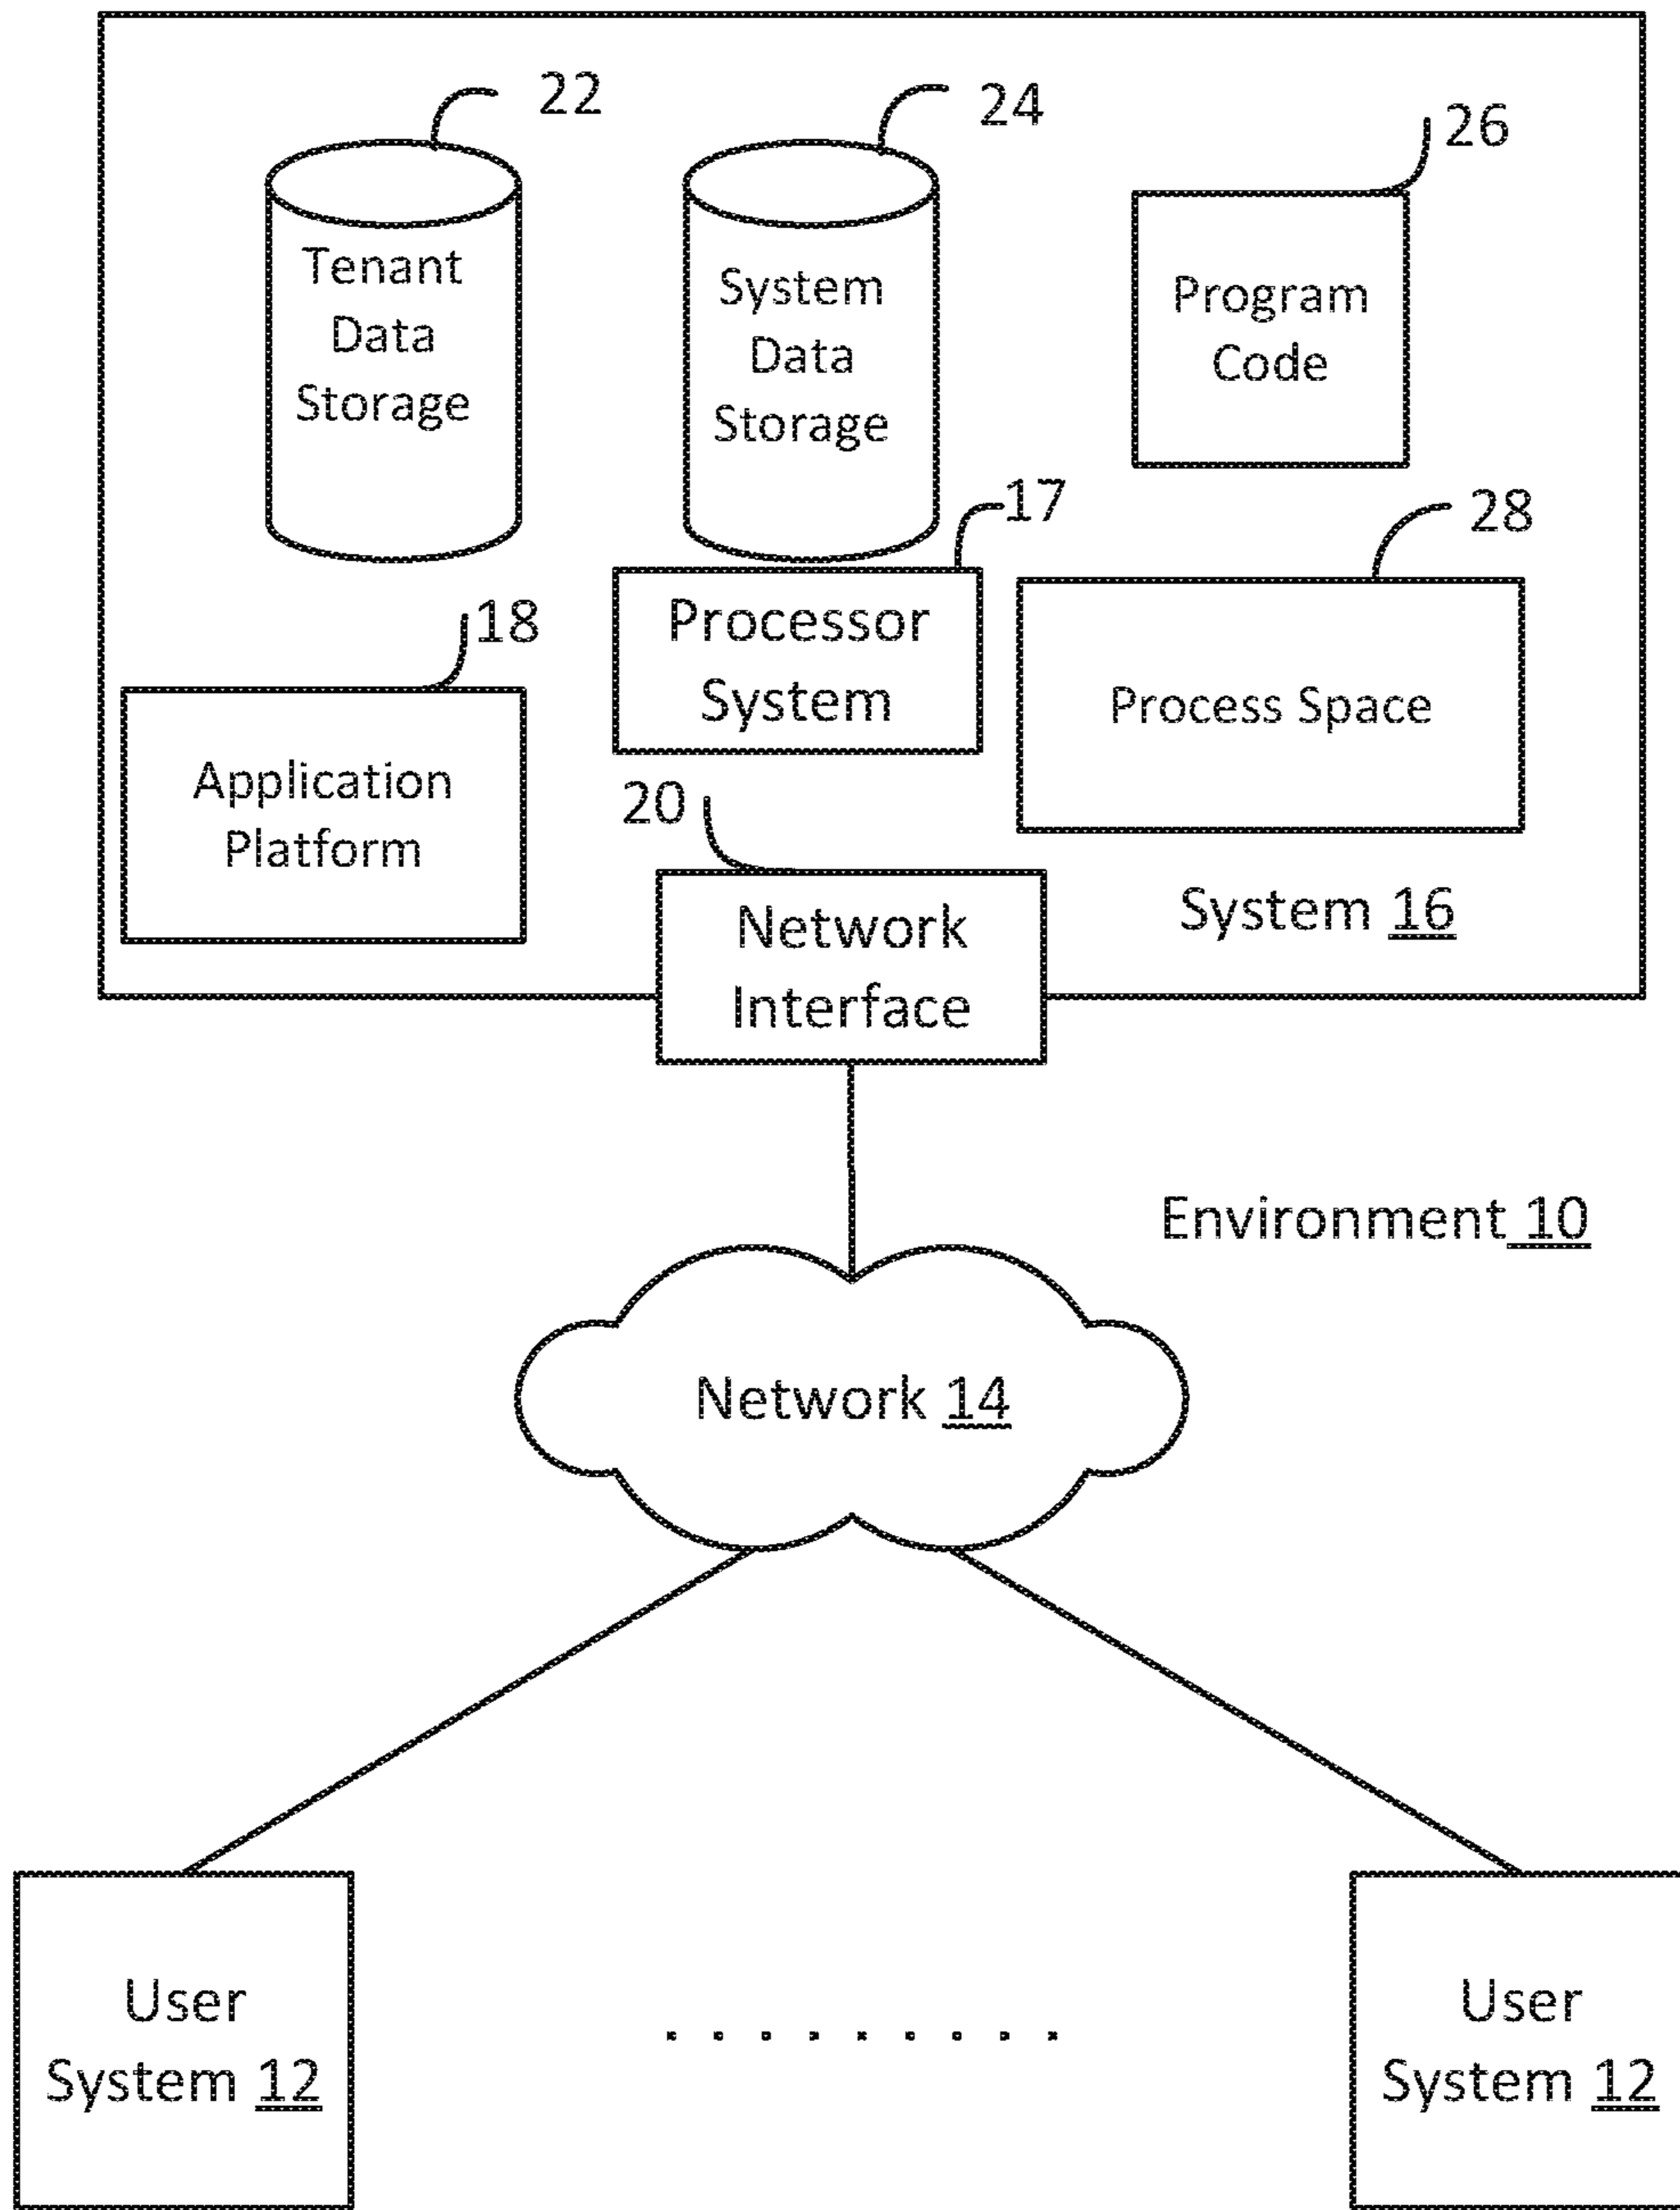 22
24
26
Tenant
Data
Storage
System
Data
Storage
Program
Code
17
28
18
Processor
System
Process Space
Application
Platform
20
Network
Interface
System 16
Environment 10
Network 14
User
System 12
User
System 12